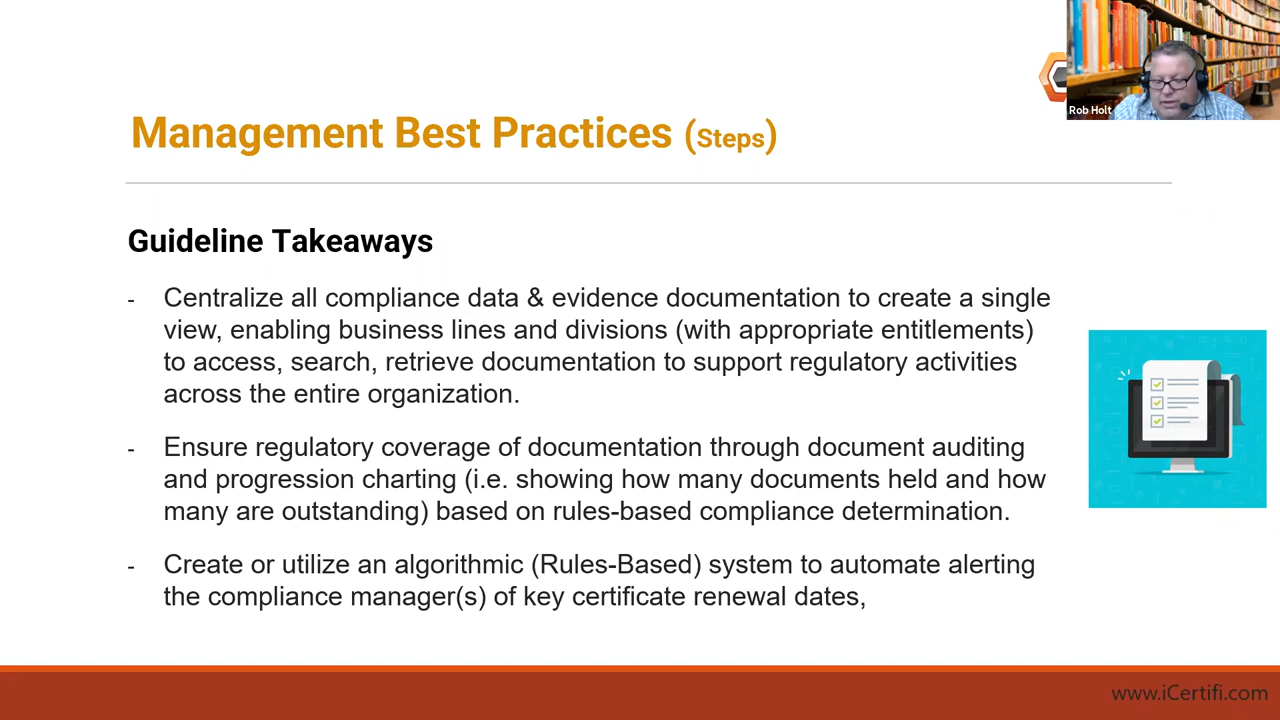 Rob Holt
Management Best Practices (Steps)
Guideline Takeaways
- Centralize all compliance data & evidence documentation to create a single
view, enabling business lines and divisions (with appropriate entitlements)
to access, search, retrieve documentation to support regulatory activities
across the entire organization.
- Ensure regulatory coverage of documentation through document auditing
and progression charting (i.e. showing how many documents held and how
many are outstanding) based on rules-based compliance determination.
- Create or utilize an algorithmic (Rules-Based) system to automate alerting
the compliance manager(s) of key certificate renewal dates,
www.iCertifi.com